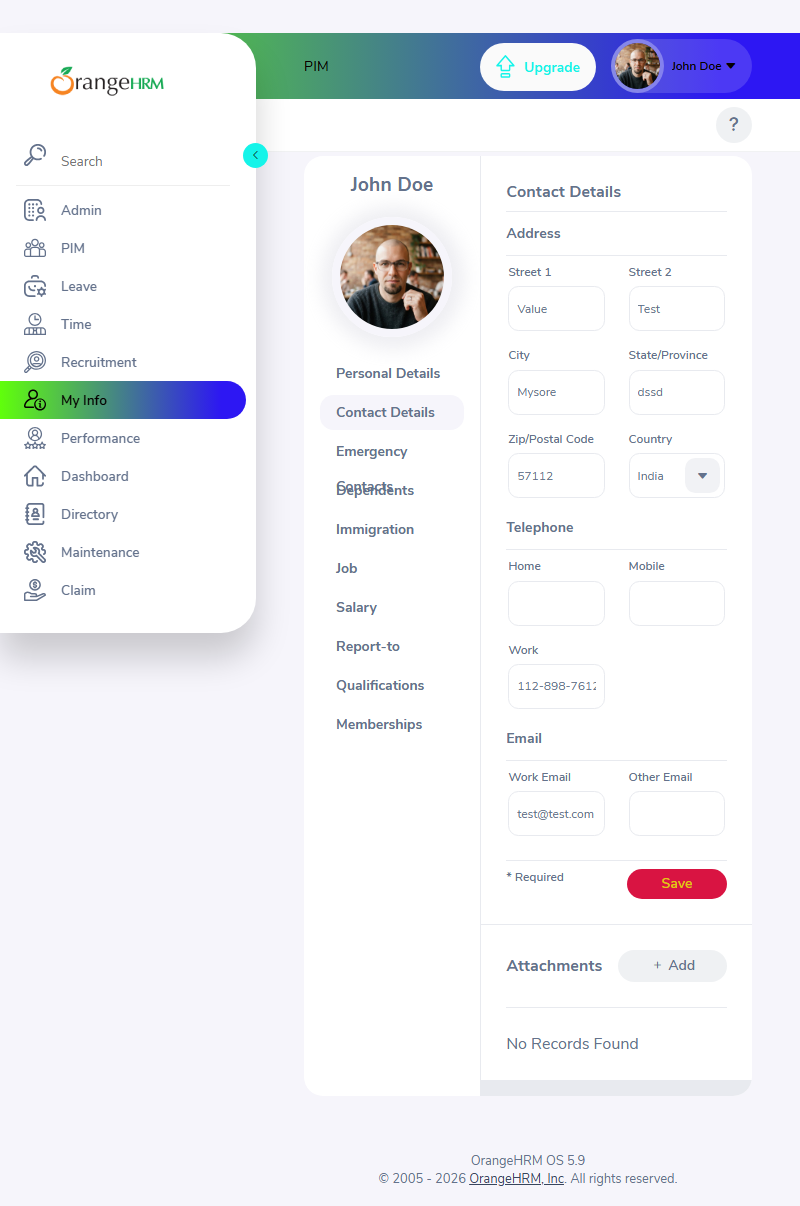 OrangeHRM
PIM
Upgrade
John Doe
?
Search
Admin
PIM
Leave
Time
Recruitment
My Info
Performance
Dashboard
Directory
Maintenance
Claim
John Doe
Personal Details
Contact Details
Emergency
Contacts
Dependents
Immigration
Job
Salary
Report-to
Qualifications
Memberships
Contact Details
Address
Street 1 Street 2
Value Test
City State/Province
Mysore dssd
Zip/Postal Code Country
57112 India
Telephone
Home Mobile
Work
112-898-7612
Email
Work Email Other Email
test@test.com
* Required Save
Attachments + Add
No Records Found
OrangeHRM OS 5.9
© 2005 - 2026 OrangeHRM, Inc. All rights reserved.